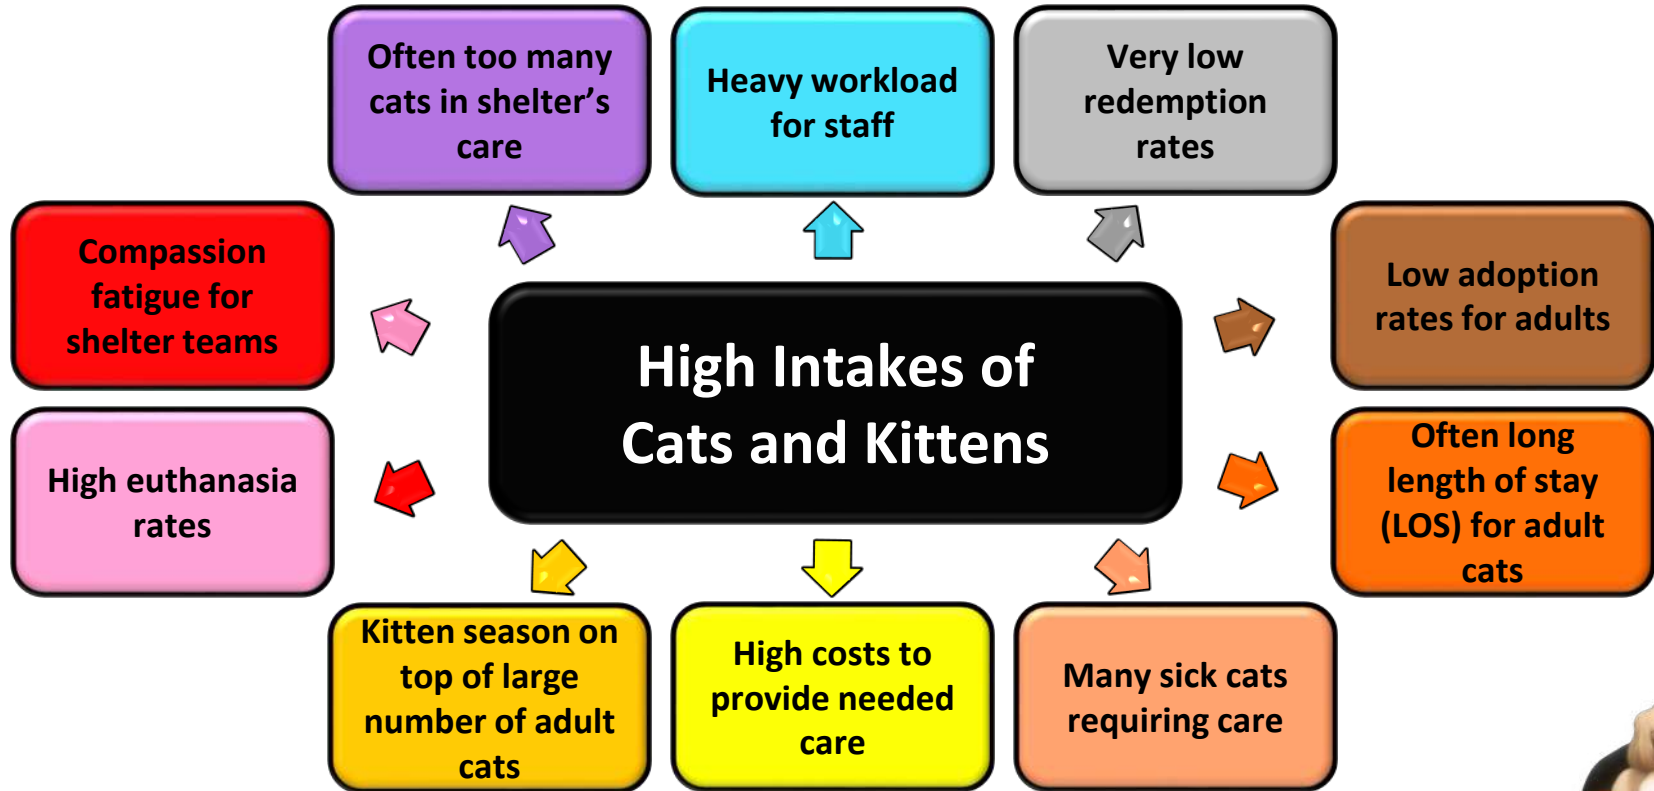 Often too many
cats in shelter’s
care
Heavy workload
for staff
Very low
redemption
rates
Compassion
fatigue for
shelter teams
Low adoption
rates for adults
High Intakes of
Cats and Kittens
High euthanasia
rates
Often long
length of stay
(LOS) for adult
cats
Kitten season on
top of large
number of adult
cats
High costs to
provide needed
care
Many sick cats
requiring care